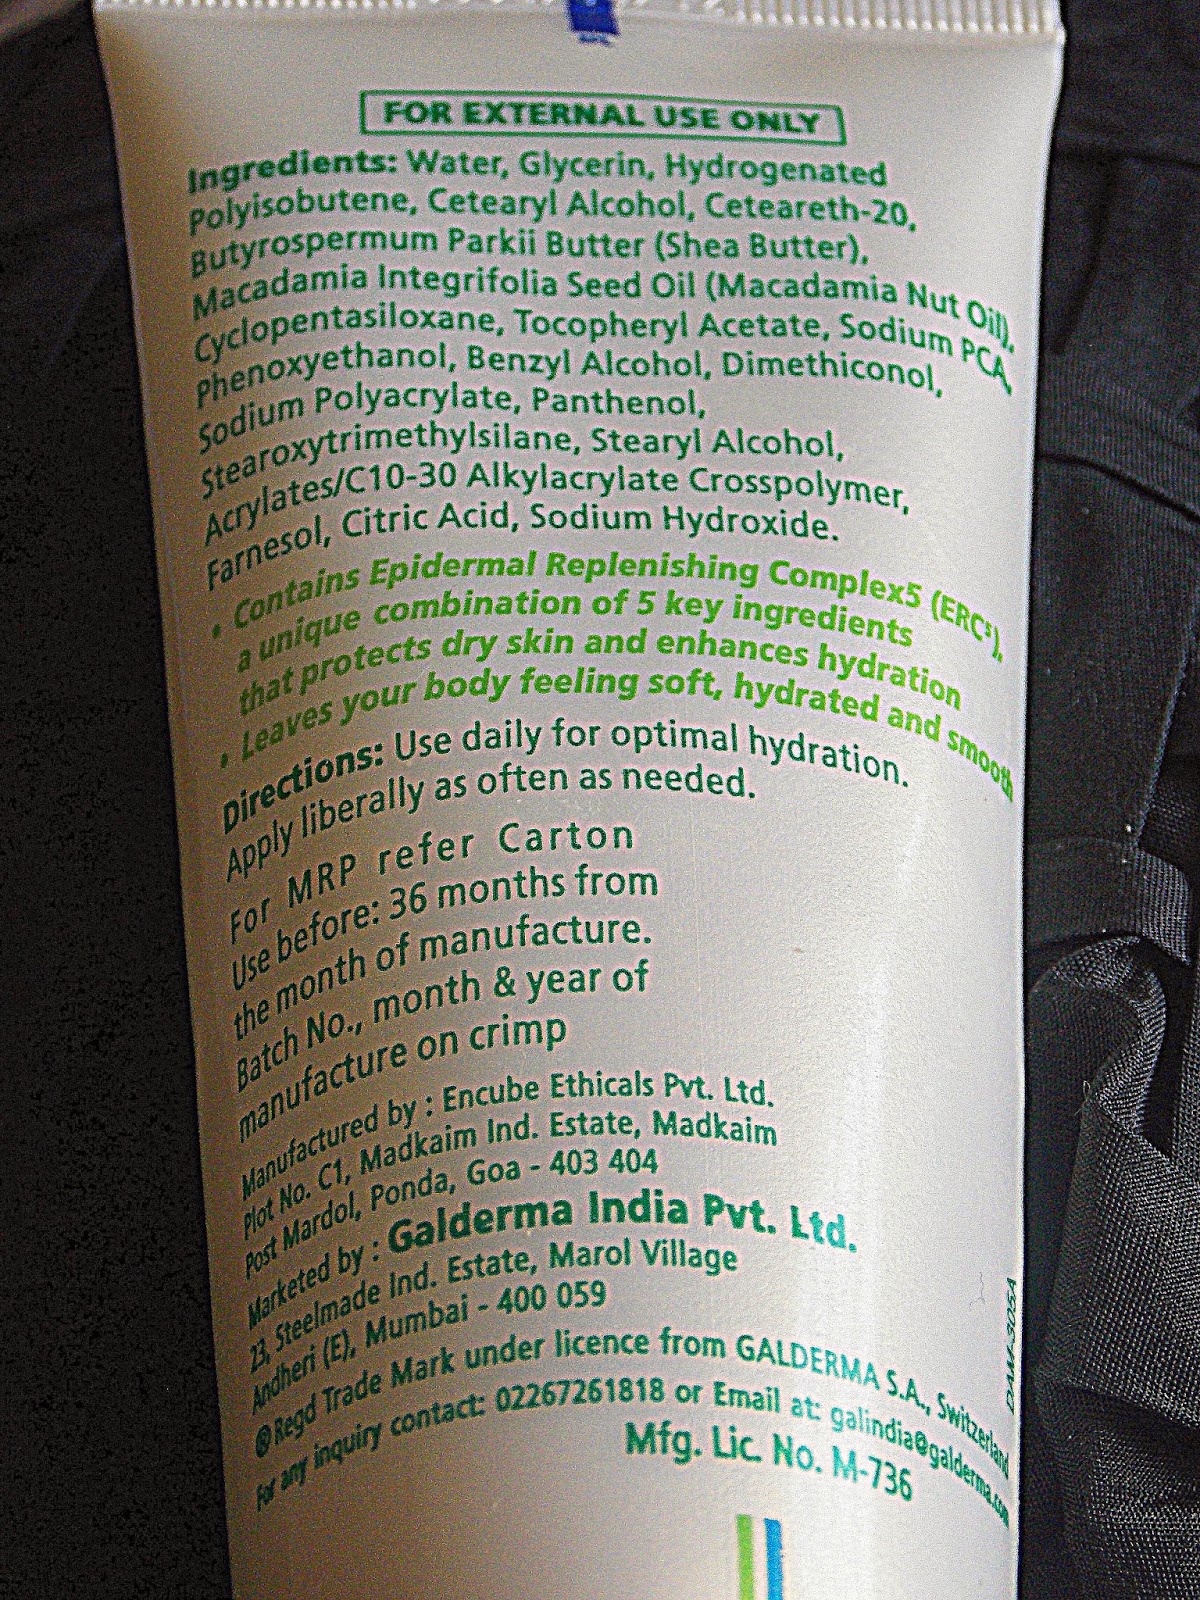 FOR EXTERNAL USE ONLY
Ingredients: Water, Glycerin, Hydrogenated
Polyisobutene, Cetearyl Alcohol, Ceteareth-20,
Butyrospermum Parkii Butter (Shea Butter),
Macadamia Integrifolia Seed Oil (Macadamia Nut Oil),
Cyclopentasiloxane, Tocopheryl Acetate, Sodium PCA,
Phenoxyethanol, Benzyl Alcohol, Dimethiconol,
Sodium Polyacrylate, Panthenol,
Stearoxytrimethylsilane, Stearyl Alcohol,
Acrylates/C10-30 Alkylacrylate Crosspolymer,
Farnesol, Citric Acid, Sodium Hydroxide.
• Contains Epidermal Replenishing Complex5 (ERC⁵),
a unique combination of 5 key ingredients
that protects dry skin and enhances hydration
• Leaves your body feeling soft, hydrated and smooth
Directions: Use daily for optimal hydration.
Apply liberally as often as needed.
For MRP refer Carton
Use before: 36 months from
the month of manufacture.
Batch No., month & year of
manufacture on crimp
Manufactured by : Encube Ethicals Pvt. Ltd.
Plot No. C1, Madkaim Ind. Estate, Madkaim
Post Mardol, Ponda, Goa - 403 404
Marketed by : Galderma India Pvt. Ltd.
23, Steelmade Ind. Estate, Marol Village
Andheri (E), Mumbai - 400 059
®Regd Trade Mark under licence from GALDERMA S.A., Switzerland
For any inquiry contact: 02267261818 or Email at: galindia@galderma.com
Mfg. Lic. No. M-736
DAM-305A